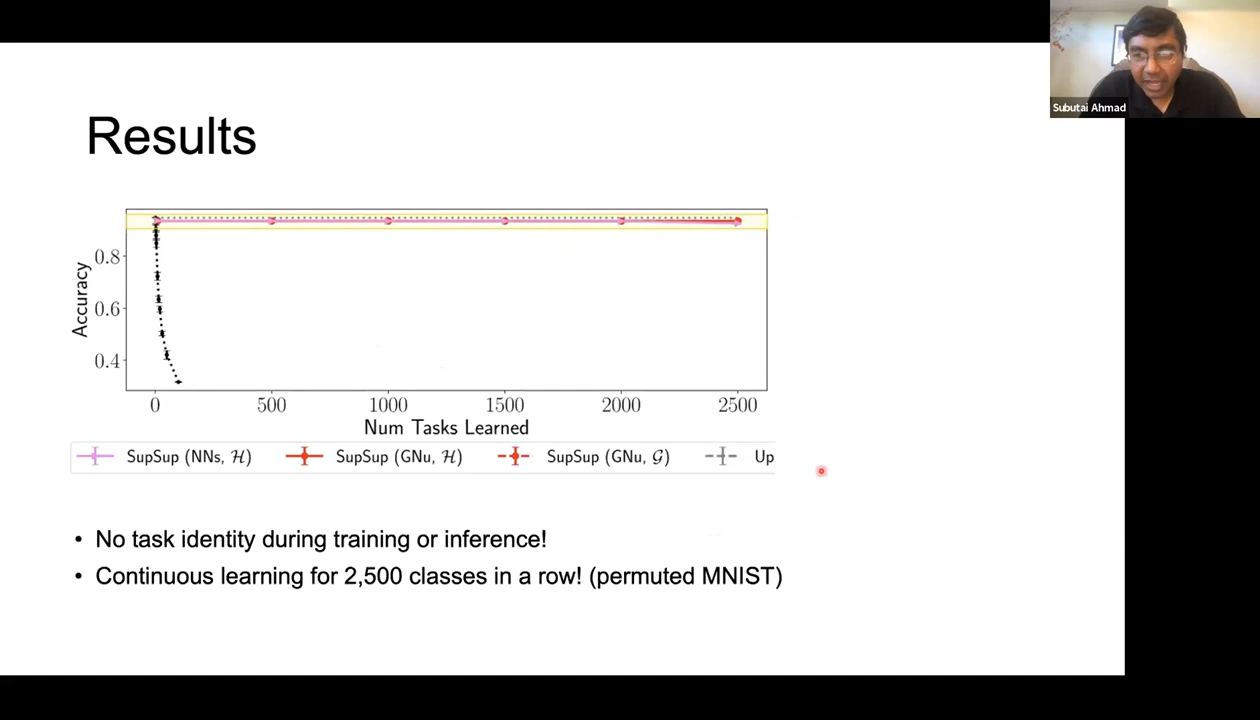 Subutai Ahmad
Results
Accuracy
0.8
0.6
0.4
0 500 1000 1500 2000 2500
Num Tasks Learned
SupSup (NNs, ℋ) SupSup (GNu, ℋ) SupSup (GNu, 𝒢) Up
• No task identity during training or inference!
• Continuous learning for 2,500 classes in a row! (permuted MNIST)